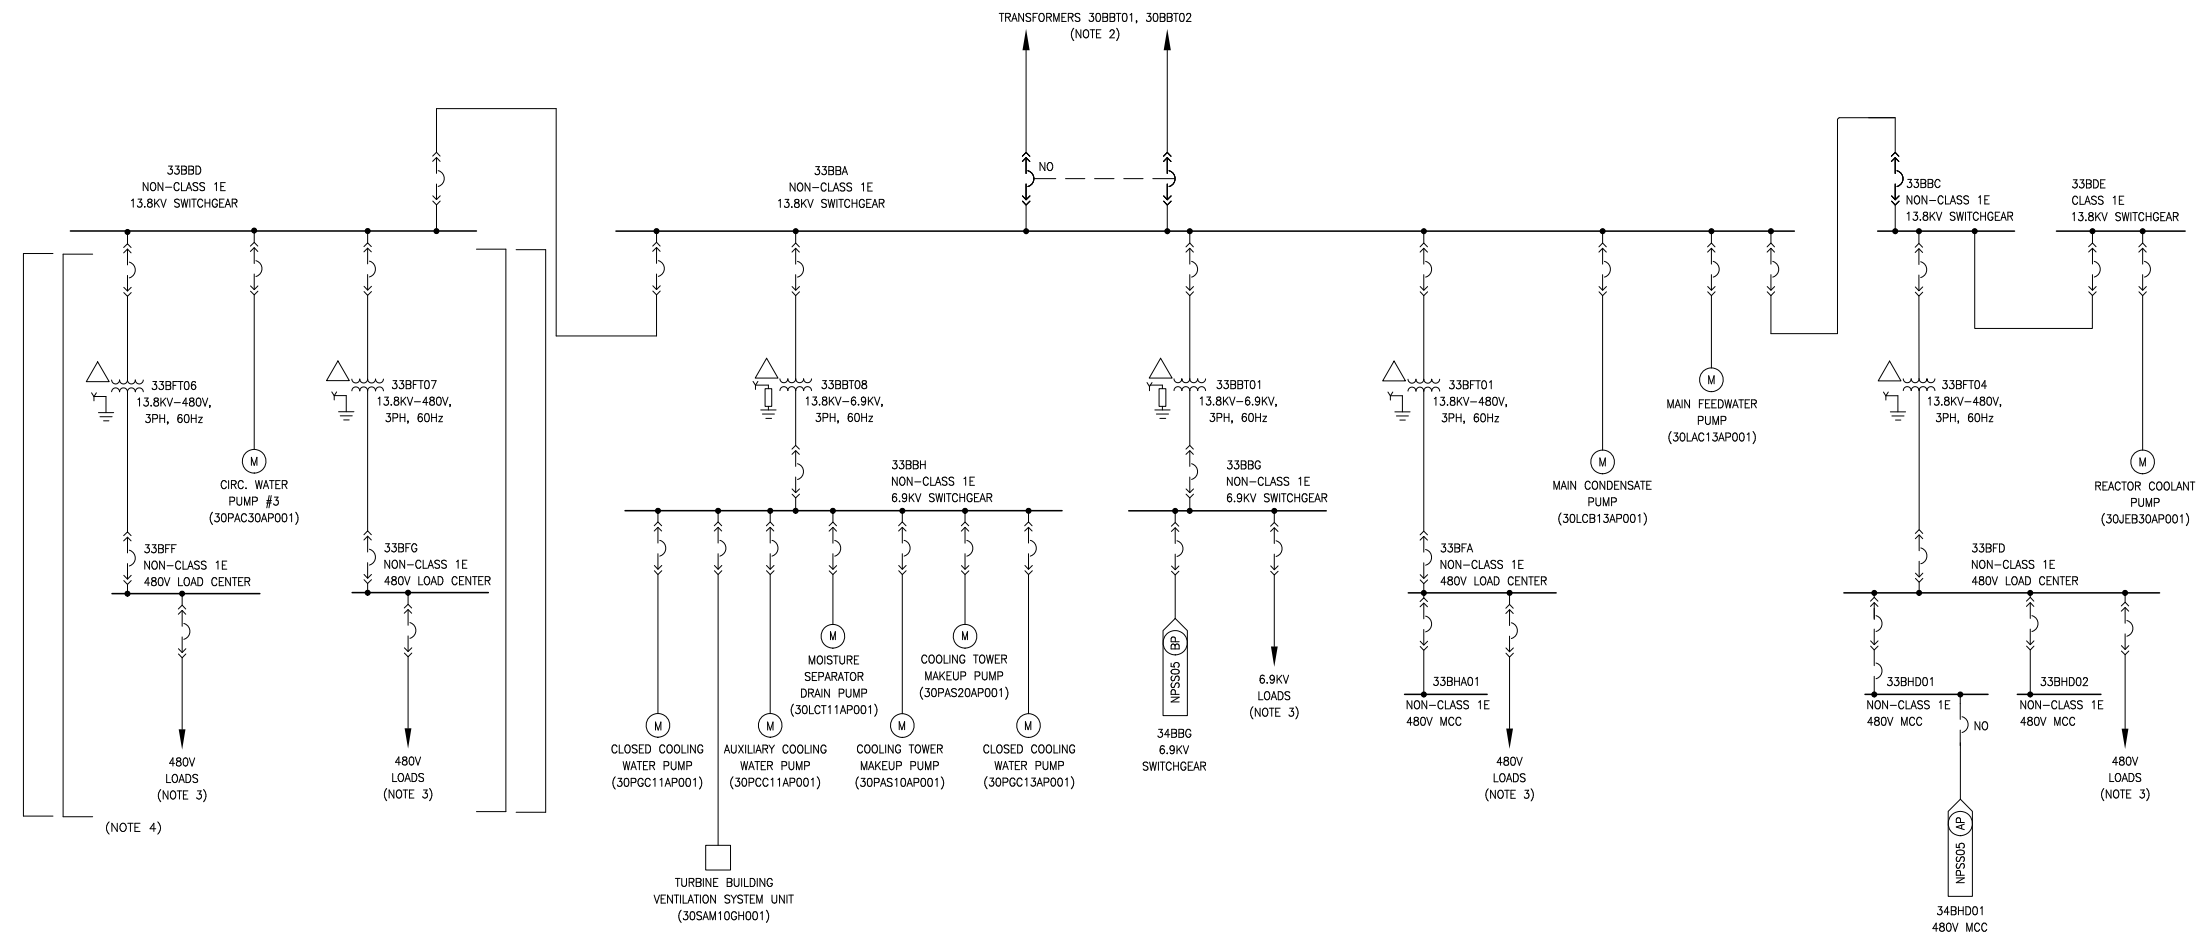 TRANSFORMERS 30BBT01, 30BBT02
(NOTE 2)
NO
33BBD
NON-CLASS 1E
13.8KV SWITCHGEAR
33BBA
NON-CLASS 1E
13.8KV SWITCHGEAR
33BBC
NON-CLASS 1E
13.8KV SWITCHGEAR
33BDE
CLASS 1E
13.8KV SWITCHGEAR
33BFT06
13.8KV-480V,
3PH, 60Hz
33BFT07
13.8KV-480V,
3PH, 60Hz
33BBT08
13.8KV-6.9KV,
3PH, 60Hz
33BBT01
13.8KV-6.9KV,
3PH, 60Hz
33BFT01
13.8KV-480V,
3PH, 60Hz
M
MAIN FEEDWATER
PUMP
(30LAC13AP001)
33BFT04
13.8KV-480V,
3PH, 60Hz
M
CIRC. WATER
PUMP #3
(30PAC30AP001)
33BBH
NON-CLASS 1E
6.9KV SWITCHGEAR
33BBG
NON-CLASS 1E
6.9KV SWITCHGEAR
M
MAIN CONDENSATE
PUMP
(30LCB13AP001)
M
REACTOR COOLANT
PUMP
(30JEB30AP001)
33BFF
NON-CLASS 1E
480V LOAD CENTER
33BFG
NON-CLASS 1E
480V LOAD CENTER
33BFA
NON-CLASS 1E
480V LOAD CENTER
33BFD
NON-CLASS 1E
480V LOAD CENTER
M
MOISTURE
SEPARATOR
DRAIN PUMP
(30LCT11AP001)
M
COOLING TOWER
MAKEUP PUMP
(30PAS20AP001)
NPSS05 BP
34BBG
6.9KV
SWITCHGEAR
6.9KV
LOADS
(NOTE 3)
33BHA01
NON-CLASS 1E
480V MCC
33BHD01
NON-CLASS 1E
480V MCC
NO
33BHD02
NON-CLASS 1E
480V MCC
480V
LOADS
(NOTE 3)
480V
LOADS
(NOTE 3)
M
CLOSED COOLING
WATER PUMP
(30PGC11AP001)
M
AUXILIARY COOLING
WATER PUMP
(30PCC11AP001)
M
COOLING TOWER
MAKEUP PUMP
(30PAS10AP001)
M
CLOSED COOLING
WATER PUMP
(30PGC13AP001)
480V
LOADS
(NOTE 3)
480V
LOADS
(NOTE 3)
(NOTE 4)
TURBINE BUILDING
VENTILATION SYSTEM UNIT
(30SAM10GH001)
NPSS05 AP
34BHD01
480V MCC